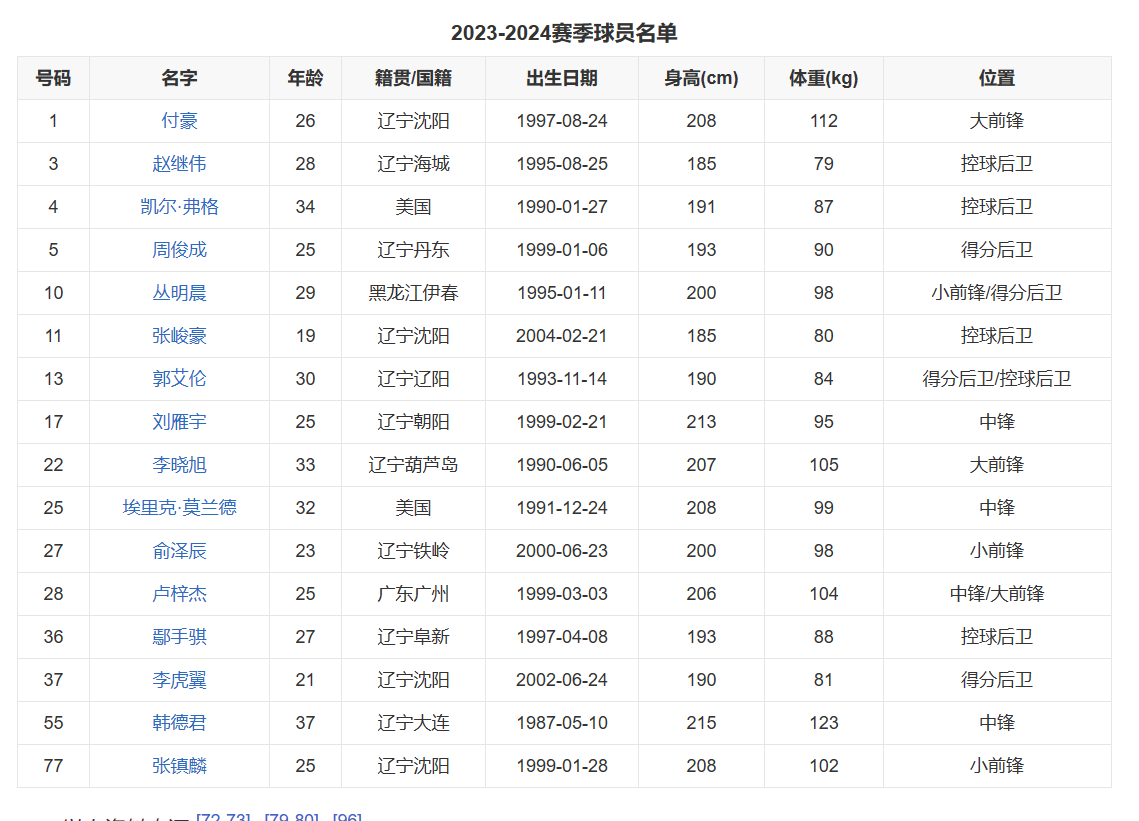 2023-2024赛季球员名单
号码 名字 年龄 籍贯/国籍 出生日期 身高(cm) 体重(kg) 位置
1 付豪 26 辽宁沈阳 1997-08-24 208 112 大前锋
3 赵继伟 28 辽宁海城 1995-08-25 185 79 控球后卫
4 凯尔·弗格 34 美国 1990-01-27 191 87 控球后卫
5 周俊成 25 辽宁丹东 1999-01-06 193 90 得分后卫
10 丛明晨 29 黑龙江伊春 1995-01-11 200 98 小前锋/得分后卫
11 张峻豪 19 辽宁沈阳 2004-02-21 185 80 控球后卫
13 郭艾伦 30 辽宁辽阳 1993-11-14 190 84 得分后卫/控球后卫
17 刘雁宇 25 辽宁朝阳 1999-02-21 213 95 中锋
22 李晓旭 33 辽宁葫芦岛 1990-06-05 207 105 大前锋
25 埃里克·莫兰德 32 美国 1991-12-24 208 99 中锋
27 俞泽辰 23 辽宁铁岭 2000-06-23 200 98 小前锋
28 卢梓杰 25 广东广州 1999-03-03 206 104 中锋/大前锋
36 鄢手骐 27 辽宁阜新 1997-04-08 193 88 控球后卫
37 李虎翼 21 辽宁沈阳 2002-06-24 190 81 得分后卫
55 韩德君 37 辽宁大连 1987-05-10 215 123 中锋
77 张镇麟 25 辽宁沈阳 1999-01-28 208 102 小前锋
[72-73] [79-80] [96]